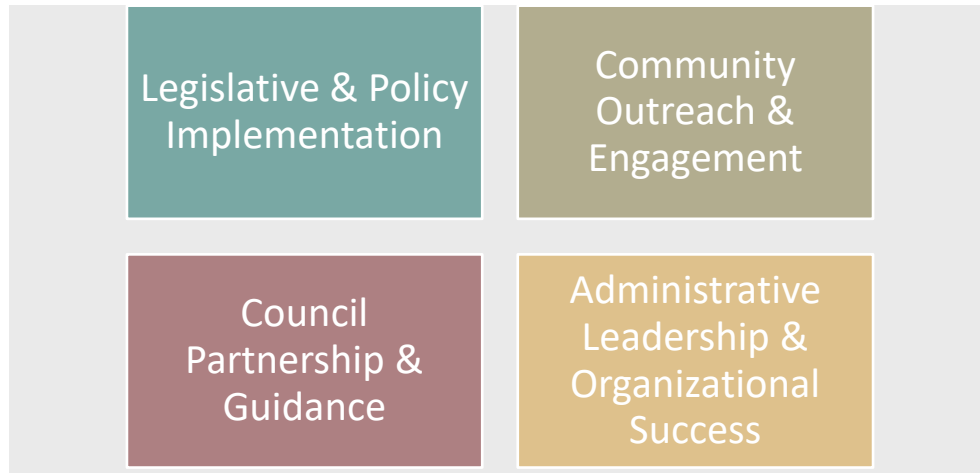 Legislative & Policy
Implementation
Community
Outreach &
Engagement
Council
Partnership &
Guidance
Administrative
Leadership &
Organizational
Success